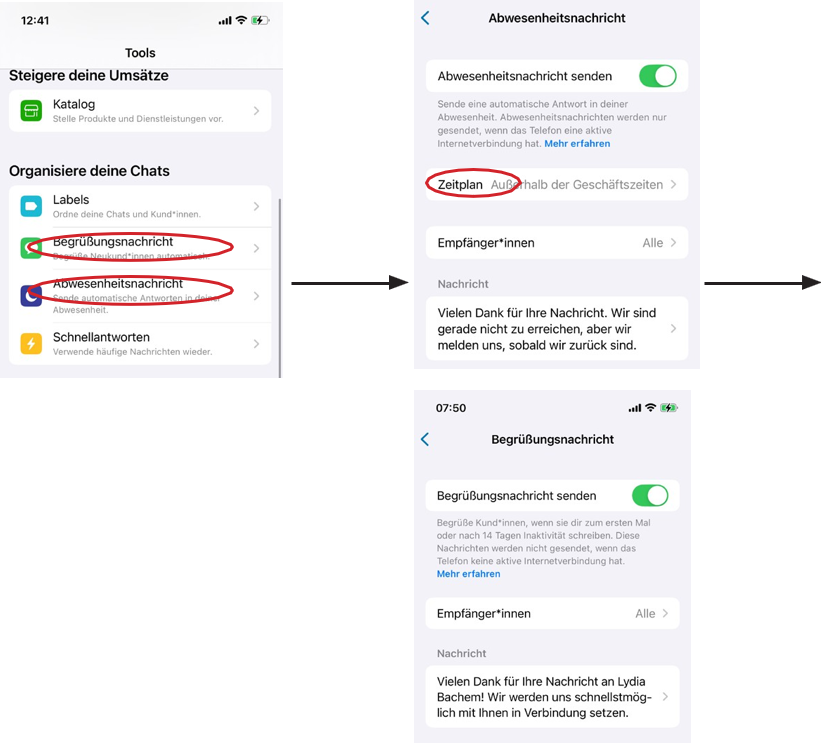 12:41
Tools
Steigere deine Umsätze
Katalog
Stelle Produkte und Dienstleistungen vor.
Organisiere deine Chats
Labels
Ordne deine Chats und Kund*innen.
Begrüßungsnachricht
Begrüße Neukund*innen automatisch.
Abwesenheitsnachricht
Sende automatische Antworten in deiner
Abwesenheit.
Schnellantworten
Verwende häufige Nachrichten wieder.
Abwesenheitsnachricht
Abwesenheitsnachricht senden
Sende eine automatische Antwort in deiner
Abwesenheit. Abwesenheitsnachrichten werden nur
gesendet, wenn das Telefon eine aktive
Internetverbindung hat. Mehr erfahren
Zeitplan Außerhalb der Geschäftszeiten
Empfänger*innen Alle
Nachricht
Vielen Dank für Ihre Nachricht. Wir sind
gerade nicht zu erreichen, aber wir
melden uns, sobald wir zurück sind.
07:50
Begrüßungsnachricht
Begrüßungsnachricht senden
Begrüße Kund*innen, wenn sie dir zum ersten Mal
oder nach 14 Tagen Inaktivität schreiben. Diese
Nachrichten werden nicht gesendet, wenn das
Telefon keine aktive Internetverbindung hat.
Mehr erfahren
Empfänger*innen Alle
Nachricht
Vielen Dank für Ihre Nachricht an Lydia
Bachem! Wir werden uns schnellstmög-
lich mit Ihnen in Verbindung setzen.